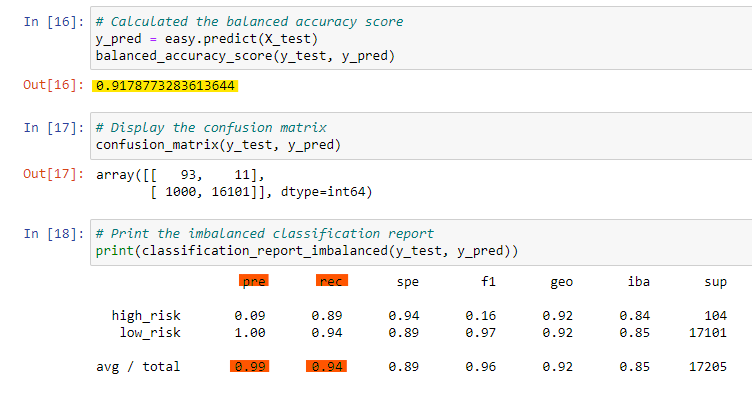 In [16]: # Calculated the balanced accuracy score
y_pred = easy.predict(X_test)
balanced_accuracy_score(y_test, y_pred)
Out[16]: 0.9178773283613644
In [17]: # Display the confusion matrix
confusion_matrix(y_test, y_pred)
Out[17]: array([[   93,    11],
       [ 1000, 16101]], dtype=int64)
In [18]: # Print the imbalanced classification report
print(classification_report_imbalanced(y_test, y_pred))
pre rec spe f1 geo iba sup
high_risk 0.09 0.89 0.94 0.16 0.92 0.84 104
low_risk 1.00 0.94 0.89 0.97 0.92 0.85 17101
avg / total 0.99 0.94 0.89 0.96 0.92 0.85 17205